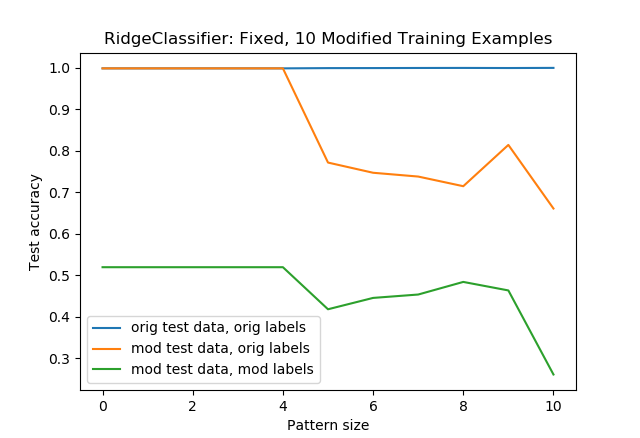 RidgeClassifier: Fixed, 10 Modified Training Examples
1.0
0.9
0.8
0.7
0.6
0.5
0.4
0.3
Test accuracy
orig test data, orig labels
mod test data, orig labels
mod test data, mod labels
0 2 4 6 8 10
Pattern size